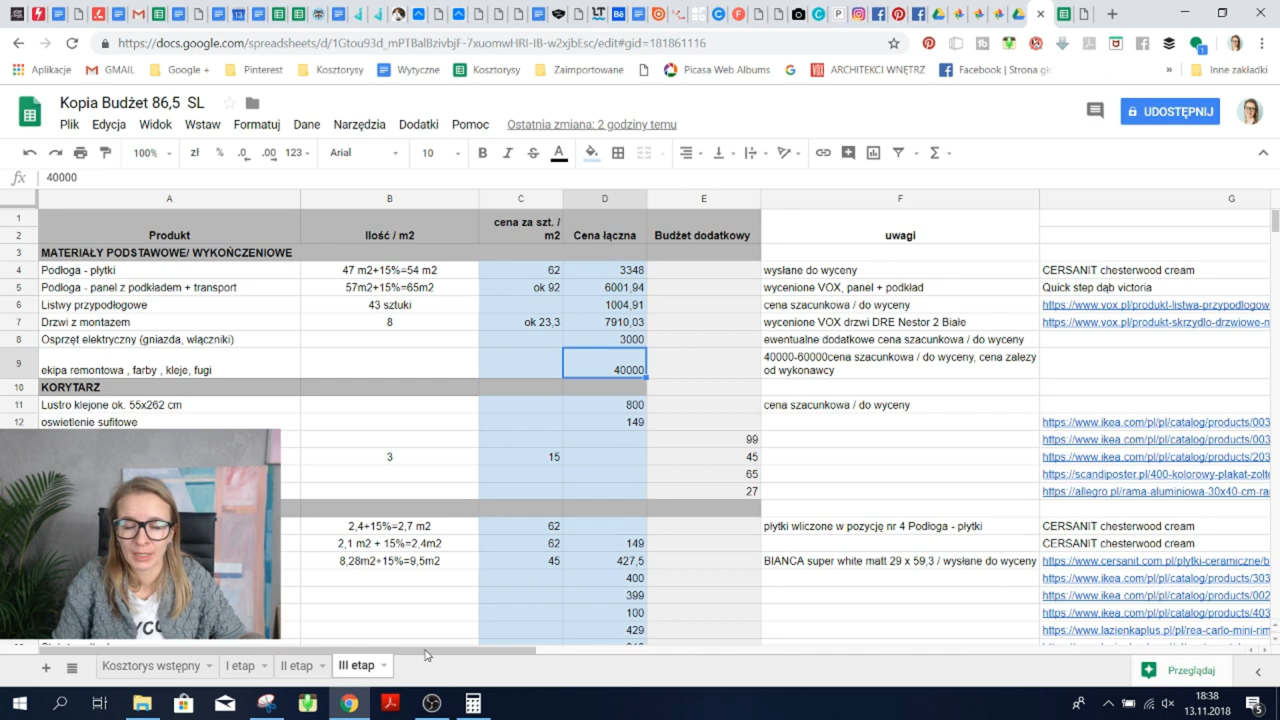 https://docs.google.com/spreadsheets/d/1Gtou93d_mPTBalBzivbjF-7xuomwHRI-IB-w2xjbEsc/edit#gid=181861116
Aplikacje GMAIL Google + Pinterest Kosztorysy Wytyczne Kosztorysy Zaimportowane Picasa Web Albums ARCHITEKCI WNĘTRZ Facebook | Strona gł » Inne zakładki
Kopia Budżet 86,5 SL
UDOSTĘPNIJ
Plik Edycja Widok Wstaw Formatuj Dane Narzędzia Dodatki Pomoc Ostatnia zmiana: 2 godziny temu
100% zł % .0 .00 123 Arial 10 B I S A Σ
fx 40000
A B C D E F G
1 cena za szt. /
2 Produkt Ilość / m2 m2 Cena łączna Budżet dodatkowy uwagi
3 MATERIAŁY PODSTAWOWE/ WYKOŃCZENIOWE
4 Podłoga - płytki 47 m2+15%=54 m2 62 3348 wysłane do wyceny CERSANIT chesterwood cream
5 Podłoga - panel z podkładem + transport 57m2+15%=65m2 ok 92 6001,94 wycenione VOX, panel + podkład Quick step dąb victoria
6 Listwy przypodłogowe 43 sztuki 1004,91 cena szacunkowa / do wyceny https://www.vox.pl/produkt-listwa-przypodlogow
7 Drzwi z montażem 8 ok 23,3 7910,03 wycenione VOX drzwi DRE Nestor 2 Białe https://www.vox.pl/produkt-skrzydlo-drzwiowe-n
8 Osprzęt elektryczny (gniazda, włączniki) 3000 ewentualne dodatkowe cena szacunkowa / do wyceny
40000-60000cena szacunkowa / do wyceny, cena zalezy
9 ekipa remontowa , farby , kleje, fugi 40000 od wykonawcy
10 KORYTARZ
11 Lustro klejone ok. 55x262 cm 800 cena szacunkowa / do wyceny
12 oswietlenie sufitowe 149 https://www.ikea.com/pl/pl/catalog/products/003
99 https://www.ikea.com/pl/pl/catalog/products/003
3 15 45 https://www.ikea.com/pl/pl/catalog/products/203
65 https://scandiposter.pl/400-kolorowy-plakat-zolte
27 https://allegro.pl/rama-aluminiowa-30x40-cm-ra
2,4+15%=2,7 m2 62 płytki wliczone w pozycję nr 4 Podłoga - płytki CERSANIT chesterwood cream
2,1 m2 + 15%=2,4m2 62 149 CERSANIT chesterwood cream
8,28m2+15%=9,5m2 45 427,5 BIANCA super white matt 29 x 59,3 / wysłane do wyceny https://www.cersanit.com.pl/plytki-ceramiczne/b
400 https://www.ikea.com/pl/pl/catalog/products/303
399 https://www.ikea.com/pl/pl/catalog/products/002
100 https://www.ikea.com/pl/pl/catalog/products/403
429 https://www.lazienkaplus.pl/rea-carlo-mini-rim
Kosztorys wstępny I etap II etap III etap Przeglądaj
18:38
13.11.2018
5